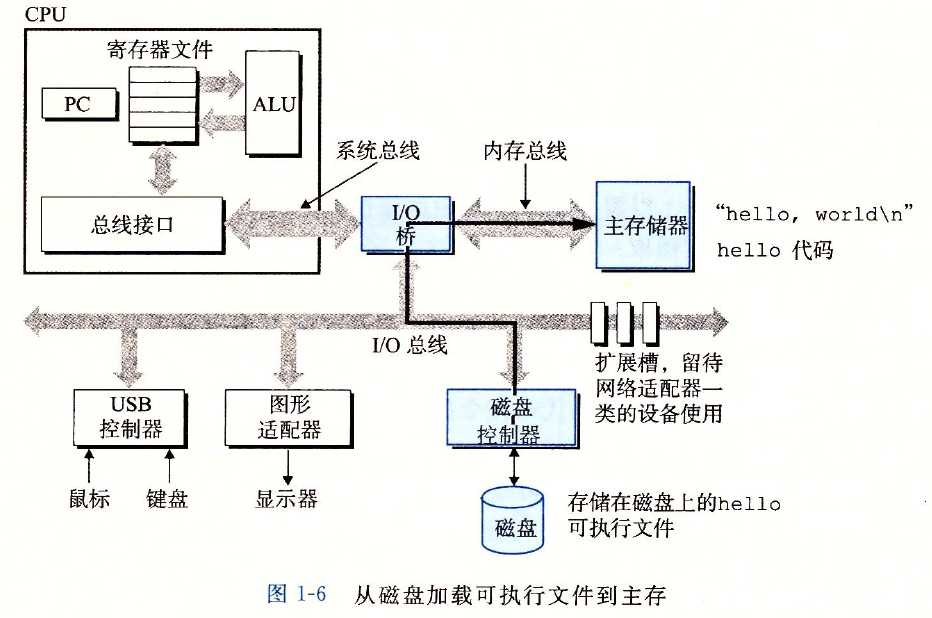 CPU
寄存器文件
PC
ALU
系统总线
内存总线
总线接口
I/O
桥
主存储器
“hello, world\n”
hello 代码
I/O 总线
扩展槽，留待
网络适配器一
类的设备使用
USB
控制器
图形
适配器
磁盘
控制器
鼠标
键盘
显示器
磁盘
存储在磁盘上的hello
可执行文件
图 1-6 从磁盘加载可执行文件到主存